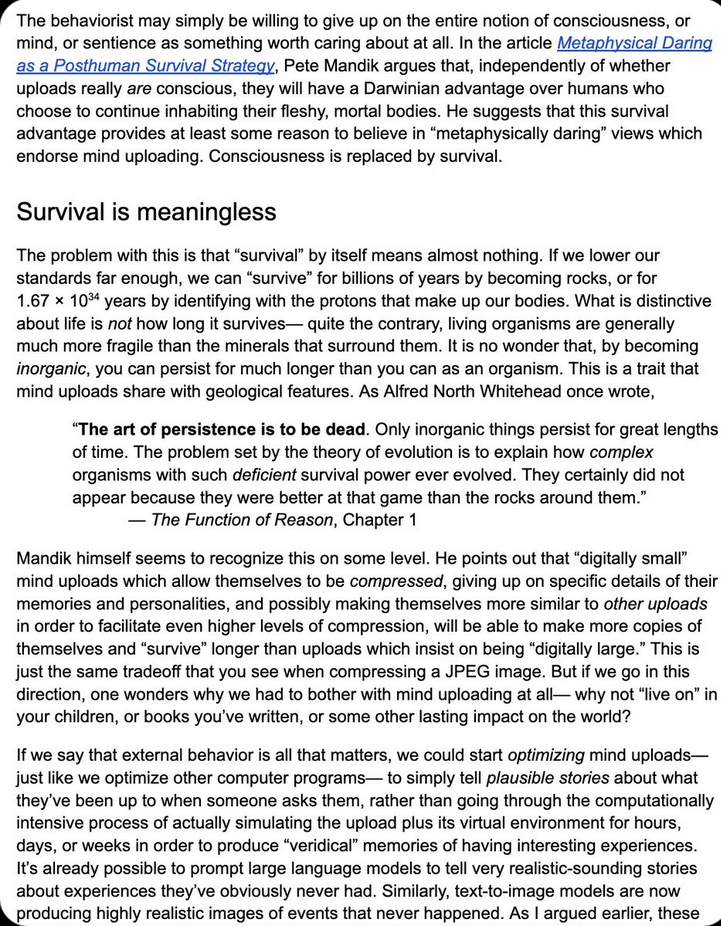 The behaviorist may simply be willing to give up on the entire notion of consciousness, or
mind, or sentience as something worth caring about at all. In the article Metaphysical Daring
as a Posthuman Survival Strategy, Pete Mandik argues that, independently of whether
uploads really are conscious, they will have a Darwinian advantage over humans who
choose to continue inhabiting their fleshy, mortal bodies. He suggests that this survival
advantage provides at least some reason to believe in “metaphysically daring” views which
endorse mind uploading. Consciousness is replaced by survival.
Survival is meaningless
The problem with this is that “survival” by itself means almost nothing. If we lower our
standards far enough, we can “survive” for billions of years by becoming rocks, or for
1.67 × 10³⁴ years by identifying with the protons that make up our bodies. What is distinctive
about life is not how long it survives— quite the contrary, living organisms are generally
much more fragile than the minerals that surround them. It is no wonder that, by becoming
inorganic, you can persist for much longer than you can as an organism. This is a trait that
mind uploads share with geological features. As Alfred North Whitehead once wrote,
“The art of persistence is to be dead. Only inorganic things persist for great lengths
of time. The problem set by the theory of evolution is to explain how complex
organisms with such deficient survival power ever evolved. They certainly did not
appear because they were better at that game than the rocks around them.”
— The Function of Reason, Chapter 1
Mandik himself seems to recognize this on some level. He points out that “digitally small”
mind uploads which allow themselves to be compressed, giving up on specific details of their
memories and personalities, and possibly making themselves more similar to other uploads
in order to facilitate even higher levels of compression, will be able to make more copies of
themselves and “survive” longer than uploads which insist on being “digitally large.” This is
just the same tradeoff that you see when compressing a JPEG image. But if we go in this
direction, one wonders why we had to bother with mind uploading at all— why not “live on” in
your children, or books you’ve written, or some other lasting impact on the world?
If we say that external behavior is all that matters, we could start optimizing mind uploads—
just like we optimize other computer programs— to simply tell plausible stories about what
they’ve been up to when someone asks them, rather than going through the computationally
intensive process of actually simulating the upload plus its virtual environment for hours,
days, or weeks in order to produce “veridical” memories of having interesting experiences.
It’s already possible to prompt large language models to tell very realistic-sounding stories
about experiences they’ve obviously never had. Similarly, text-to-image models are now
producing highly realistic images of events that never happened. As I argued earlier, these